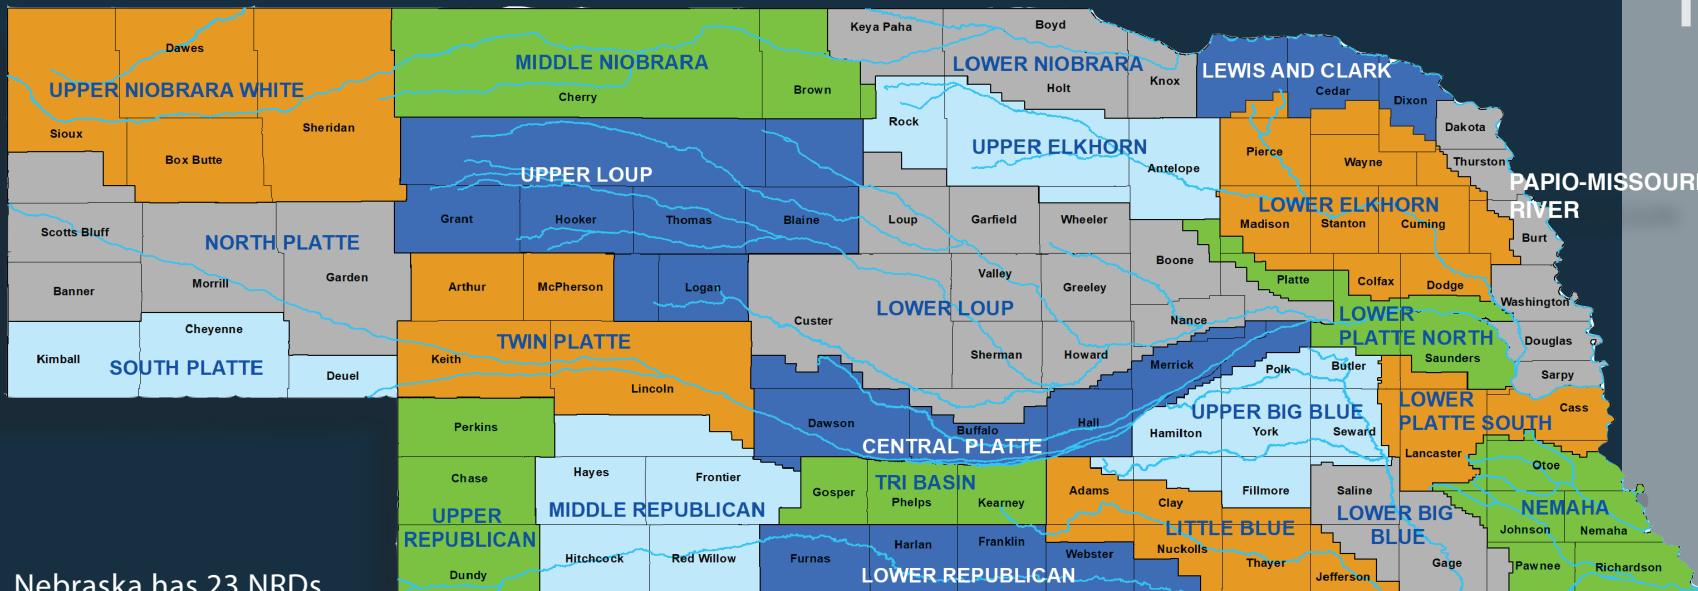 Keya Paha
Boyd
Dawes
MIDDLE NIOBRARA
LOWER NIOBRARA
LEWIS AND CLARK
UPPER NIOBRARA WHITE
Cherry
Brown
Holt
Knox
Cedar
Dixon
Sioux
Sheridan
Rock
Dakota
Box Butte
UPPER ELKHORN
Antelope
Pierce
Wayne
Thurston
UPPER LOUP
PAPIO-MISSOURI
RIVER
Grant
Hooker
Thomas
Blaine
Loup
Garfield
Wheeler
LOWER ELKHORN
Madison
Stanton
Cuming
Burt
Scotts Bluff
NORTH PLATTE
Boone
Banner
Morrill
Garden
Arthur
McPherson
Logan
Valley
Greeley
Platte
Colfax
Dodge
Washington
Cheyenne
Custer
LOWER LOUP
Nance
LOWER
PLATTE NORTH
Kimball
SOUTH PLATTE
TWIN PLATTE
Keith
Sherman
Howard
Merrick
Saunders
Douglas
Deuel
Lincoln
Polk
Butler
Sarpy
Perkins
Dawson
Buffalo
Hall
CENTRAL PLATTE
UPPER BIG BLUE
Hamilton
York
Seward
LOWER
PLATTE SOUTH
Cass
Chase
Hayes
Frontier
Gosper
TRI BASIN
Phelps
Kearney
Adams
Clay
Fillmore
Saline
Lancaster
Otoe
UPPER
REPUBLICAN
MIDDLE REPUBLICAN
LITTLE BLUE
LOWER BIG
BLUE
NEMAHA
Johnson
Nemaha
Hitchcock
Red Willow
Furnas
Harlan
Franklin
Webster
Nuckolls
Thayer
Jefferson
Gage
Pawnee
Richardson
Dundy
LOWER REPUBLICAN
Nebraska has 23 NRDs